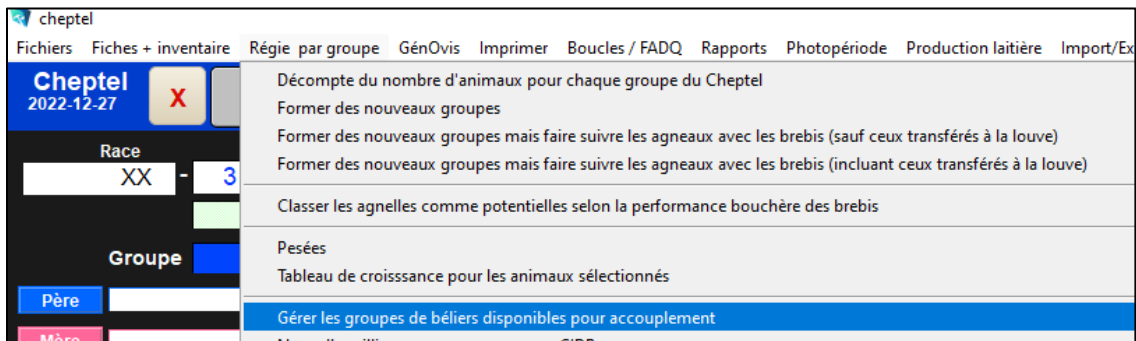 cheptel
Fichiers Fiches + inventaire Régie par groupe GénOvis Imprimer Boucles / FADQ Rapports Photopériode Production laitière Import/Ex
Cheptel
2022-12-27
X
Race
XX - 3
Groupe
Père
Mère
Décompte du nombre d'animaux pour chaque groupe du Cheptel
Former des nouveaux groupes
Former des nouveaux groupes mais faire suivre les agneaux avec les brebis (sauf ceux transférés à la louve)
Former des nouveaux groupes mais faire suivre les agneaux avec les brebis (incluant ceux transférés à la louve)
Classer les agnelles comme potentielles selon la performance bouchère des brebis
Pesées
Tableau de croisssance pour les animaux sélectionnés
Gérer les groupes de béliers disponibles pour accouplement